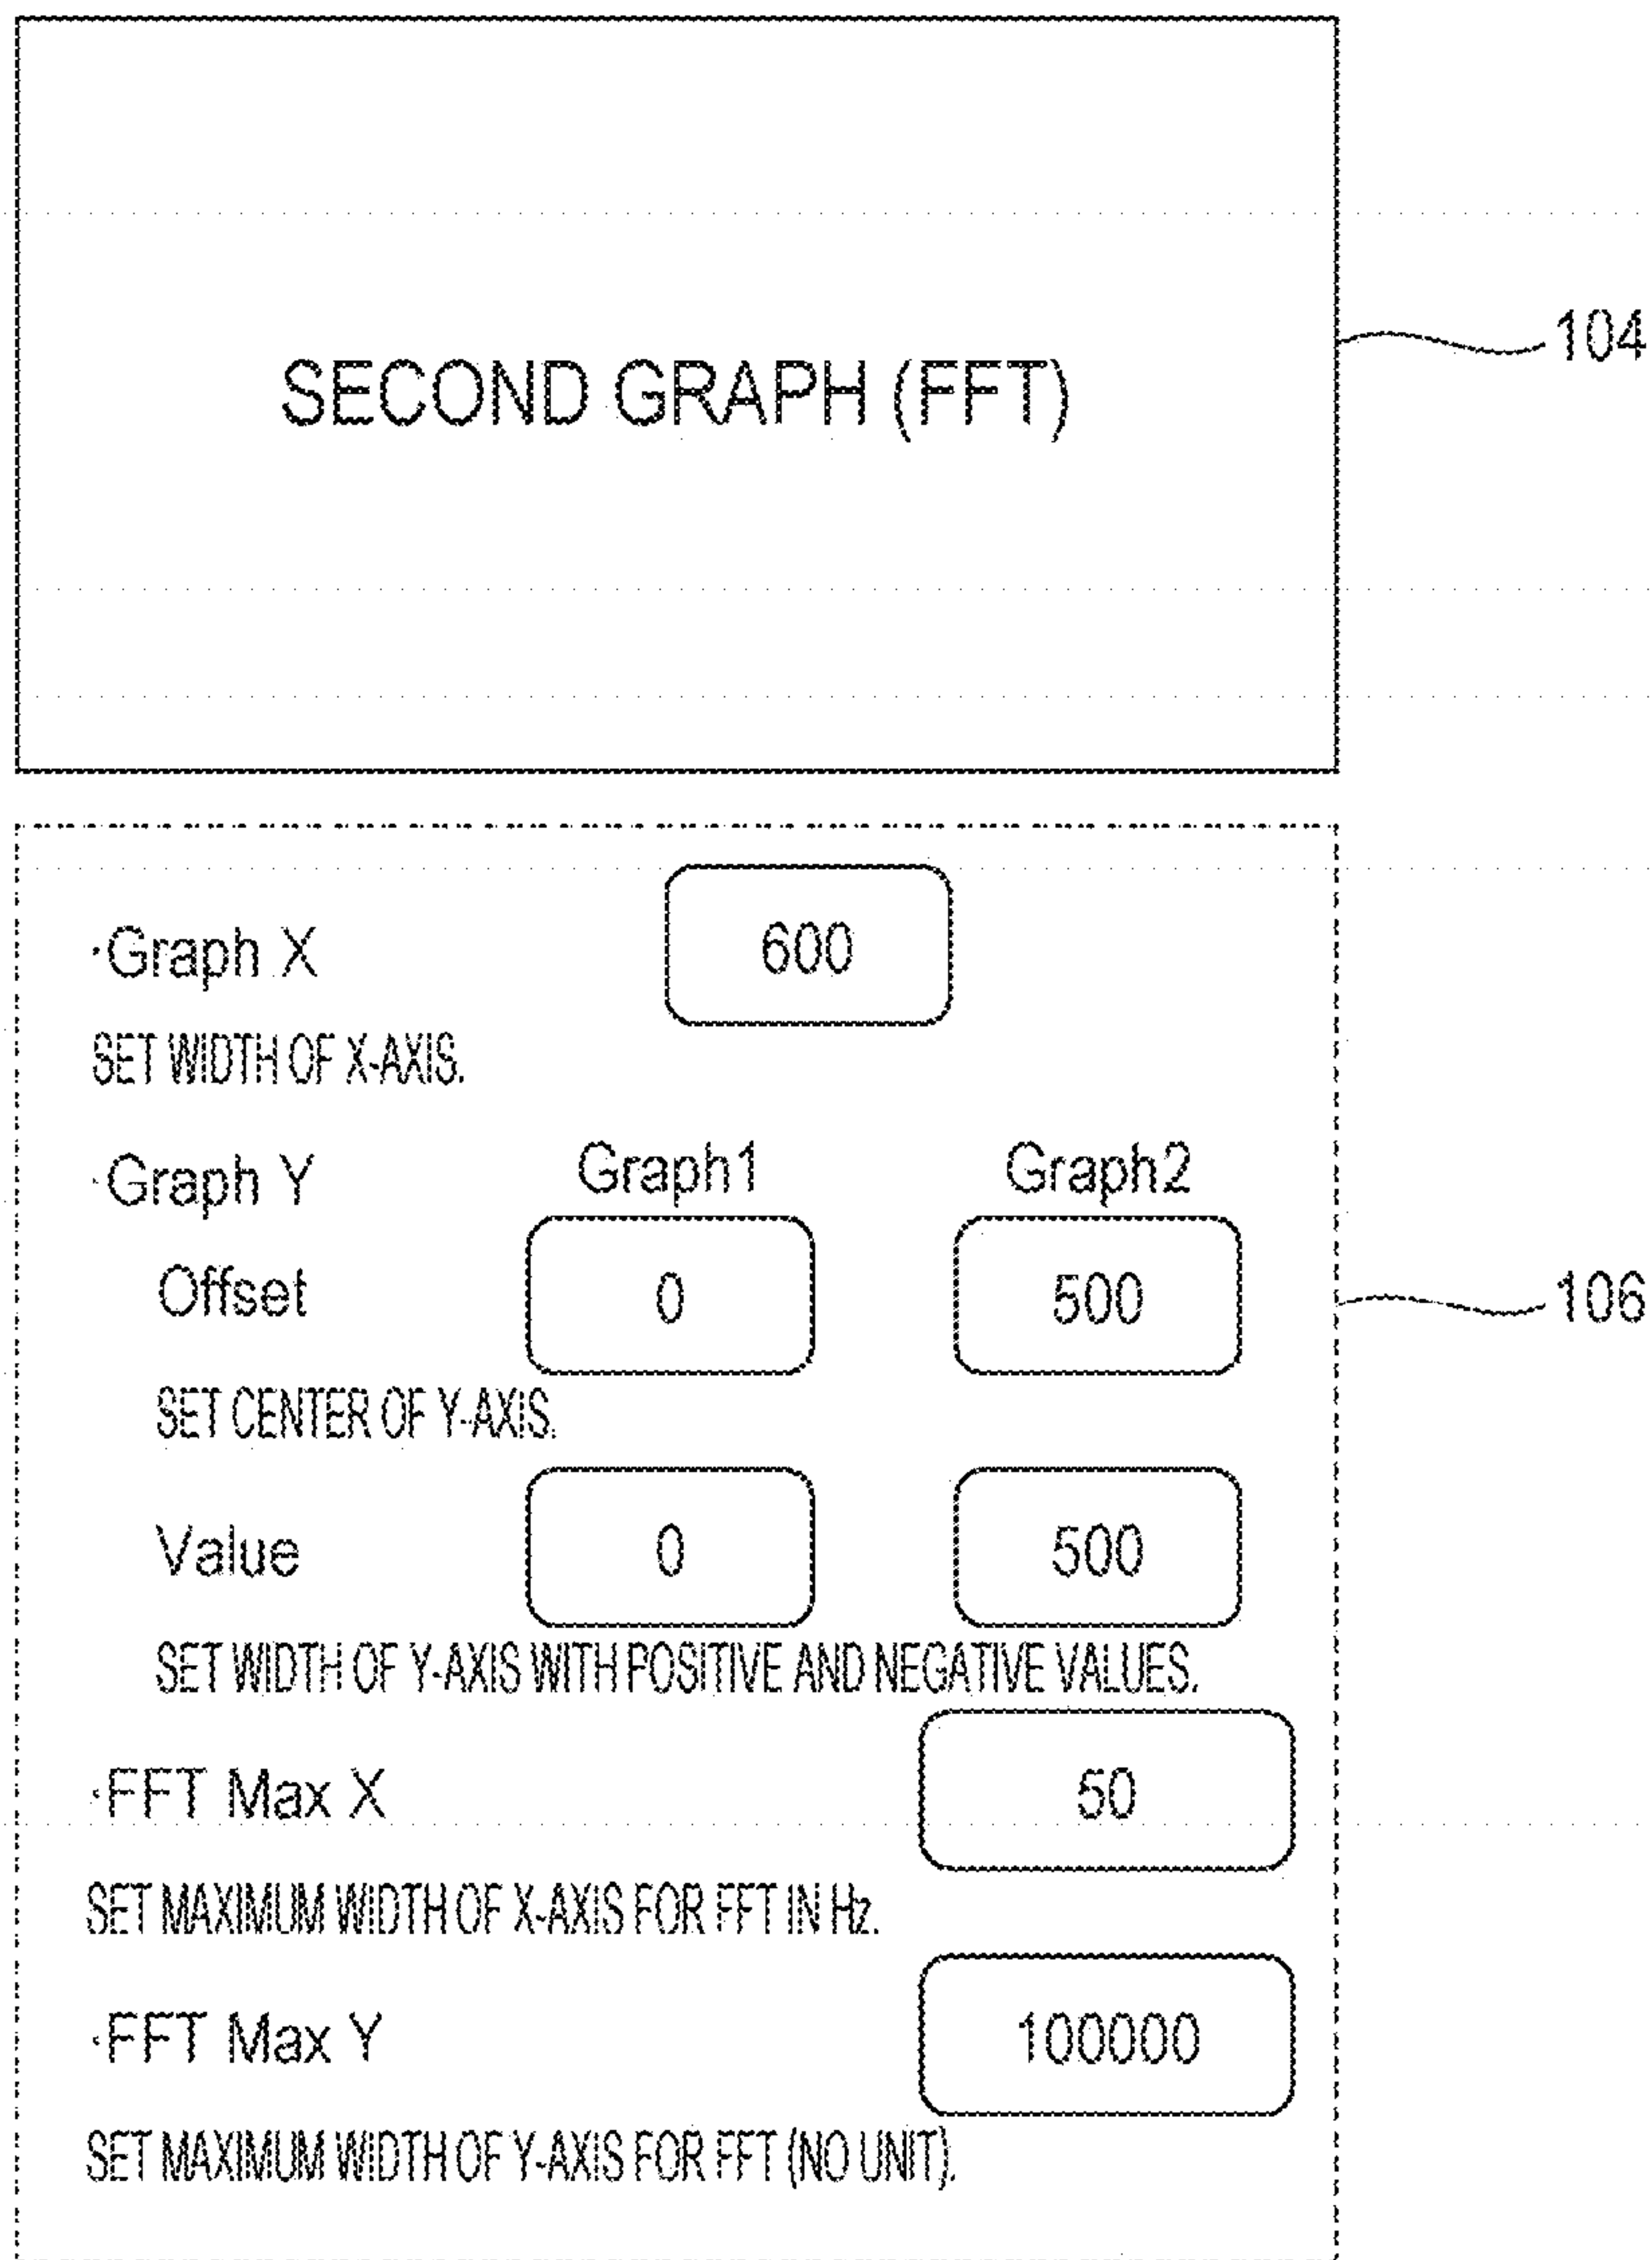 SECOND GRAPH (FFT)
104
·Graph X
600
SET WIDTH OF X-AXIS.
·Graph Y Graph1 Graph2
Offset 0 500
106
SET CENTER OF Y-AXIS.
Value 0 500
SET WIDTH OF Y-AXIS WITH POSITIVE AND NEGATIVE VALUES.
·FFT Max X 50
SET MAXIMUM WIDTH OF X-AXIS FOR FFT IN Hz.
·FFT Max Y 100000
SET MAXIMUM WIDTH OF Y-AXIS FOR FFT (NO UNIT).